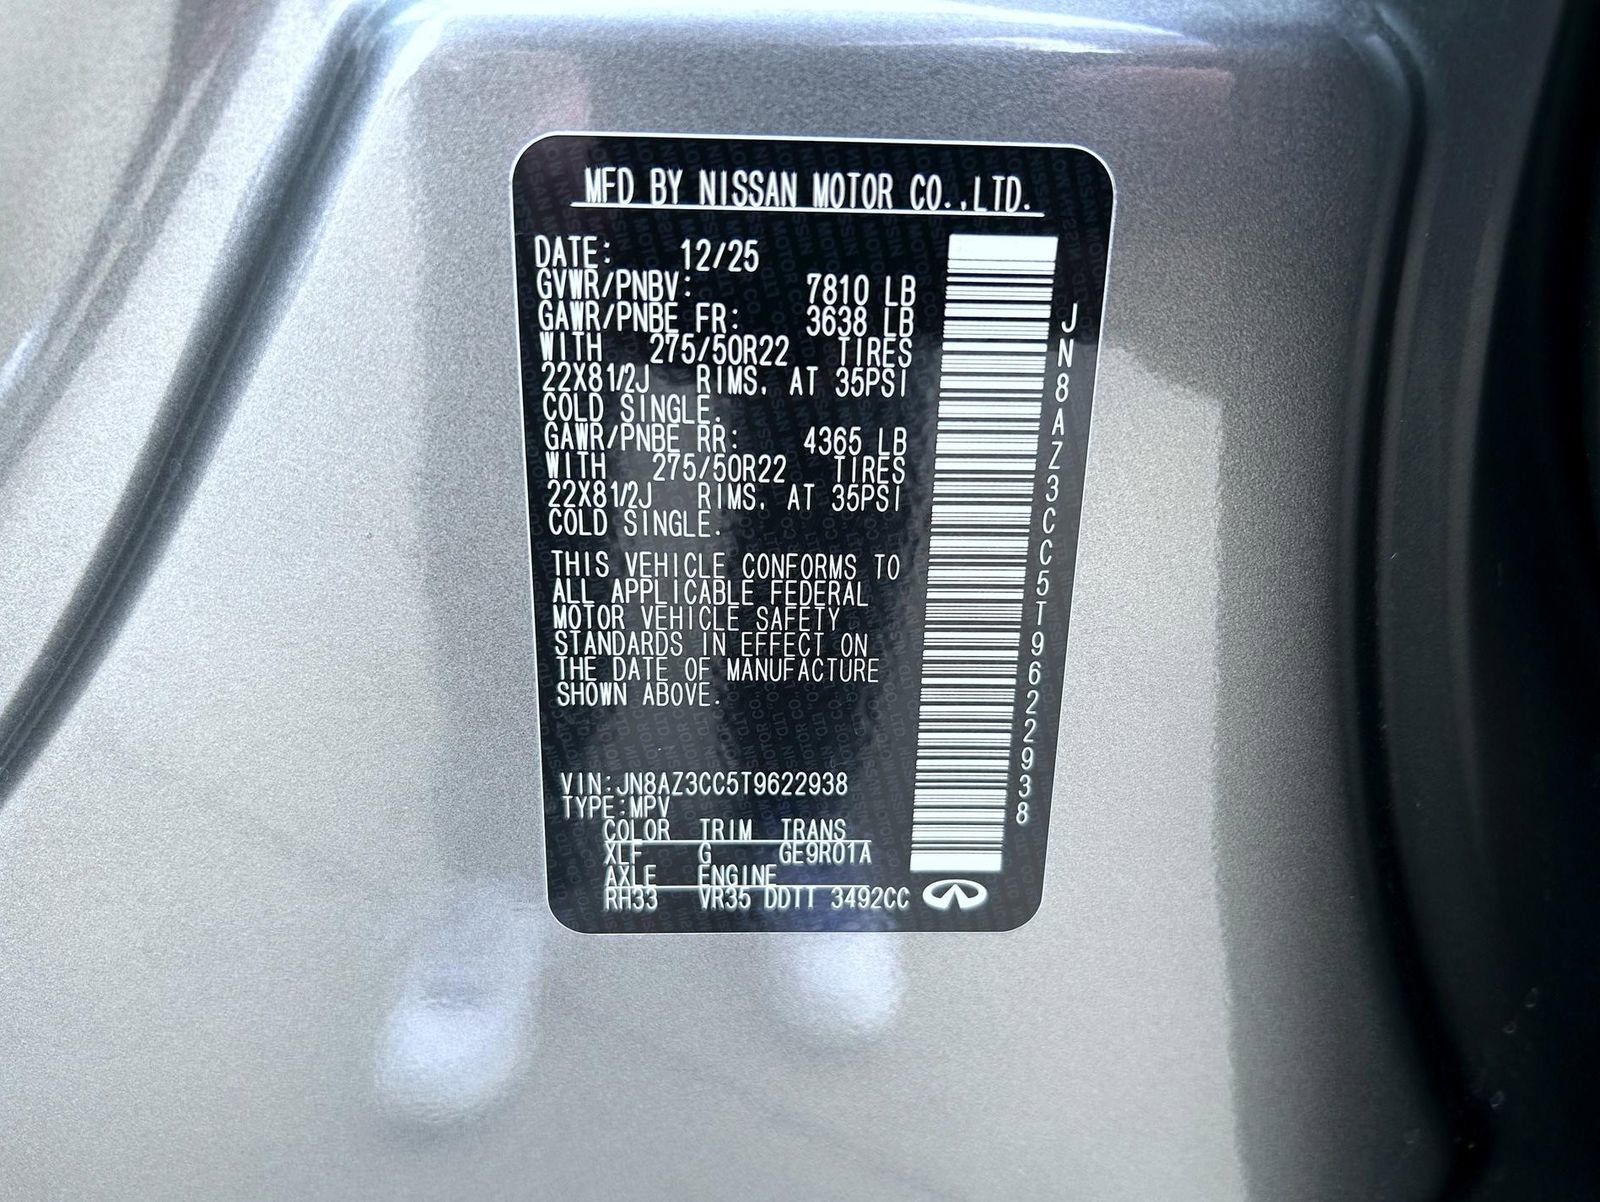 MFD BY NISSAN MOTOR CO.,LTD.
DATE: 12/25
GVWR/PNBV: 7810 LB
GAWR/PNBE FR: 3638 LB
WITH 275/50R22 TIRES
22X81/2J RIMS, AT 35PSI
COLD SINGLE.
GAWR/PNBE RR: 4365 LB
WITH 275/50R22 TIRES
22X81/2J RIMS, AT 35PSI
COLD SINGLE.
THIS VEHICLE CONFORMS TO
ALL APPLICABLE FEDERAL
MOTOR VEHICLE SAFETY
STANDARDS IN EFFECT ON
THE DATE OF MANUFACTURE
SHOWN ABOVE.
VIN:JN8AZ3CC5T9622938
TYPE:MPV
COLOR TRIM TRANS
XLF G GE9R01A
AXLE ENGINE
RH33 VR35 DDTT 3492CC
JN8AZ3CC5T9622938